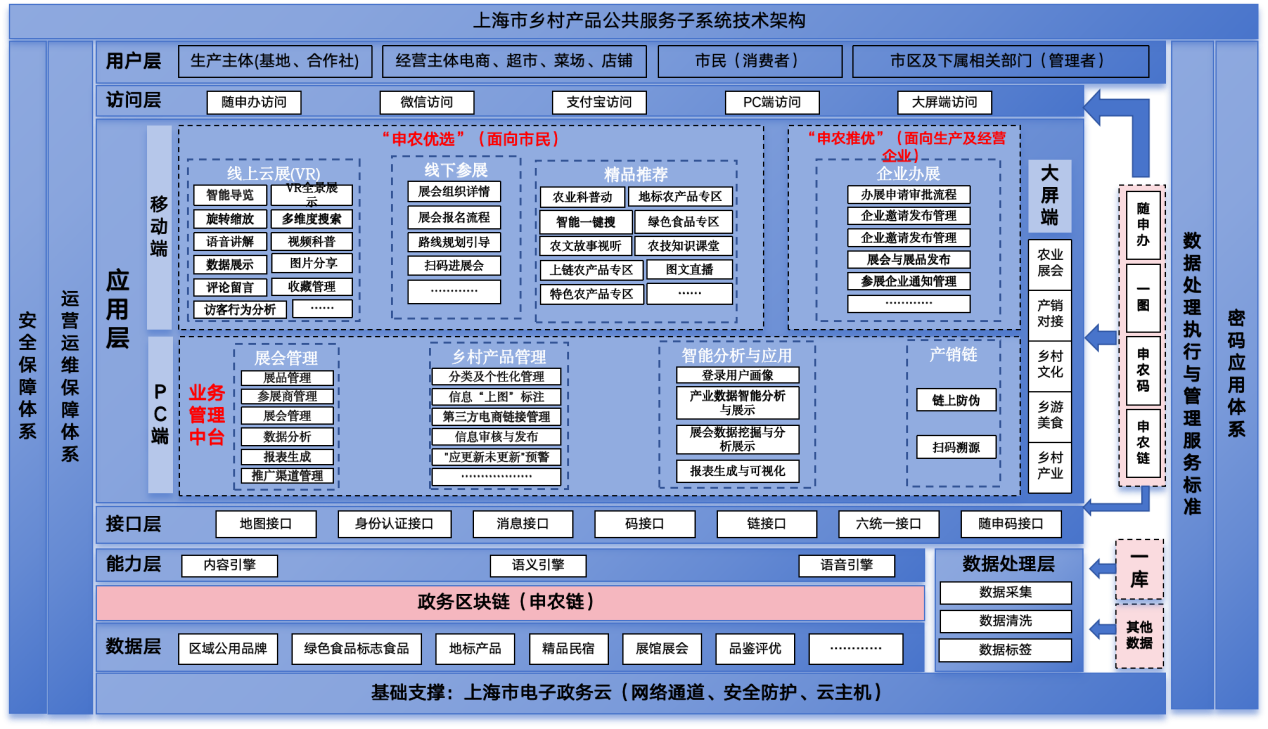 上海市乡村产品公共服务子系统技术架构
安全保障体系
运营运维保障体系
用户层
生产主体(基地、合作社)
经营主体电商、超市、菜场、店铺
市民（消费者）
市区及下属相关部门（管理者）
访问层
随申办访问
微信访问
支付宝访问
PC端访问
大屏端访问
应用层
移动端
“申农优选”（面向市民）
线上云展(VR)
智能导览
VR全景展
示
旋转缩放
多维度搜索
语音讲解
视频科普
数据展示
图片分享
评论留言
收藏管理
访客行为分析
……
线下参展
展会组织详情
展会报名流程
路线规划引导
扫码进展会
…………
精品推荐
农业科普动
地标农产品专区
智能一键搜
绿色食品专区
农文故事视听
农技知识课堂
上链农产品专区
图文直播
特色农产品专区
……
“申农推优”（面向生产及经营
企业）
企业办展
办展申请审批流程
企业邀请发布管理
企业邀请发布管理
展会与展品发布
参展企业通知管理
…………
PC端
业务
管理
中台
展会管理
展品管理
参展商管理
展会管理
数据分析
报表生成
推广渠道管理
乡村产品管理
分类及个性化管理
信息“上图”标注
第三方电商链接管理
信息审核与发布
"应更新未更新"预警
………………
智能分析与应用
登录用户画像
产业数据智能分析
与展示
展会数据挖掘与分
析展示
报表生成与可视化
产销链
链上防伪
扫码溯源
大屏端
农业
展会
产销
对接
乡村
文化
乡游
美食
乡村
产业
接口层
地图接口
身份认证接口
消息接口
码接口
链接口
六统一接口
随申码接口
能力层
内容引擎
语义引擎
语音引擎
政务区块链（申农链）
数据层
区域公用品牌
绿色食品标志食品
地标产品
精品民宿
展馆展会
品鉴评优
…………
数据处理层
数据采集
数据清洗
数据标签
基础支撑：上海市电子政务云（网络通道、安全防护、云主机）
随申办
一图
申农码
申农链
一
库
其他
数据
数据处理执行与管理服务标准
密码应用体系